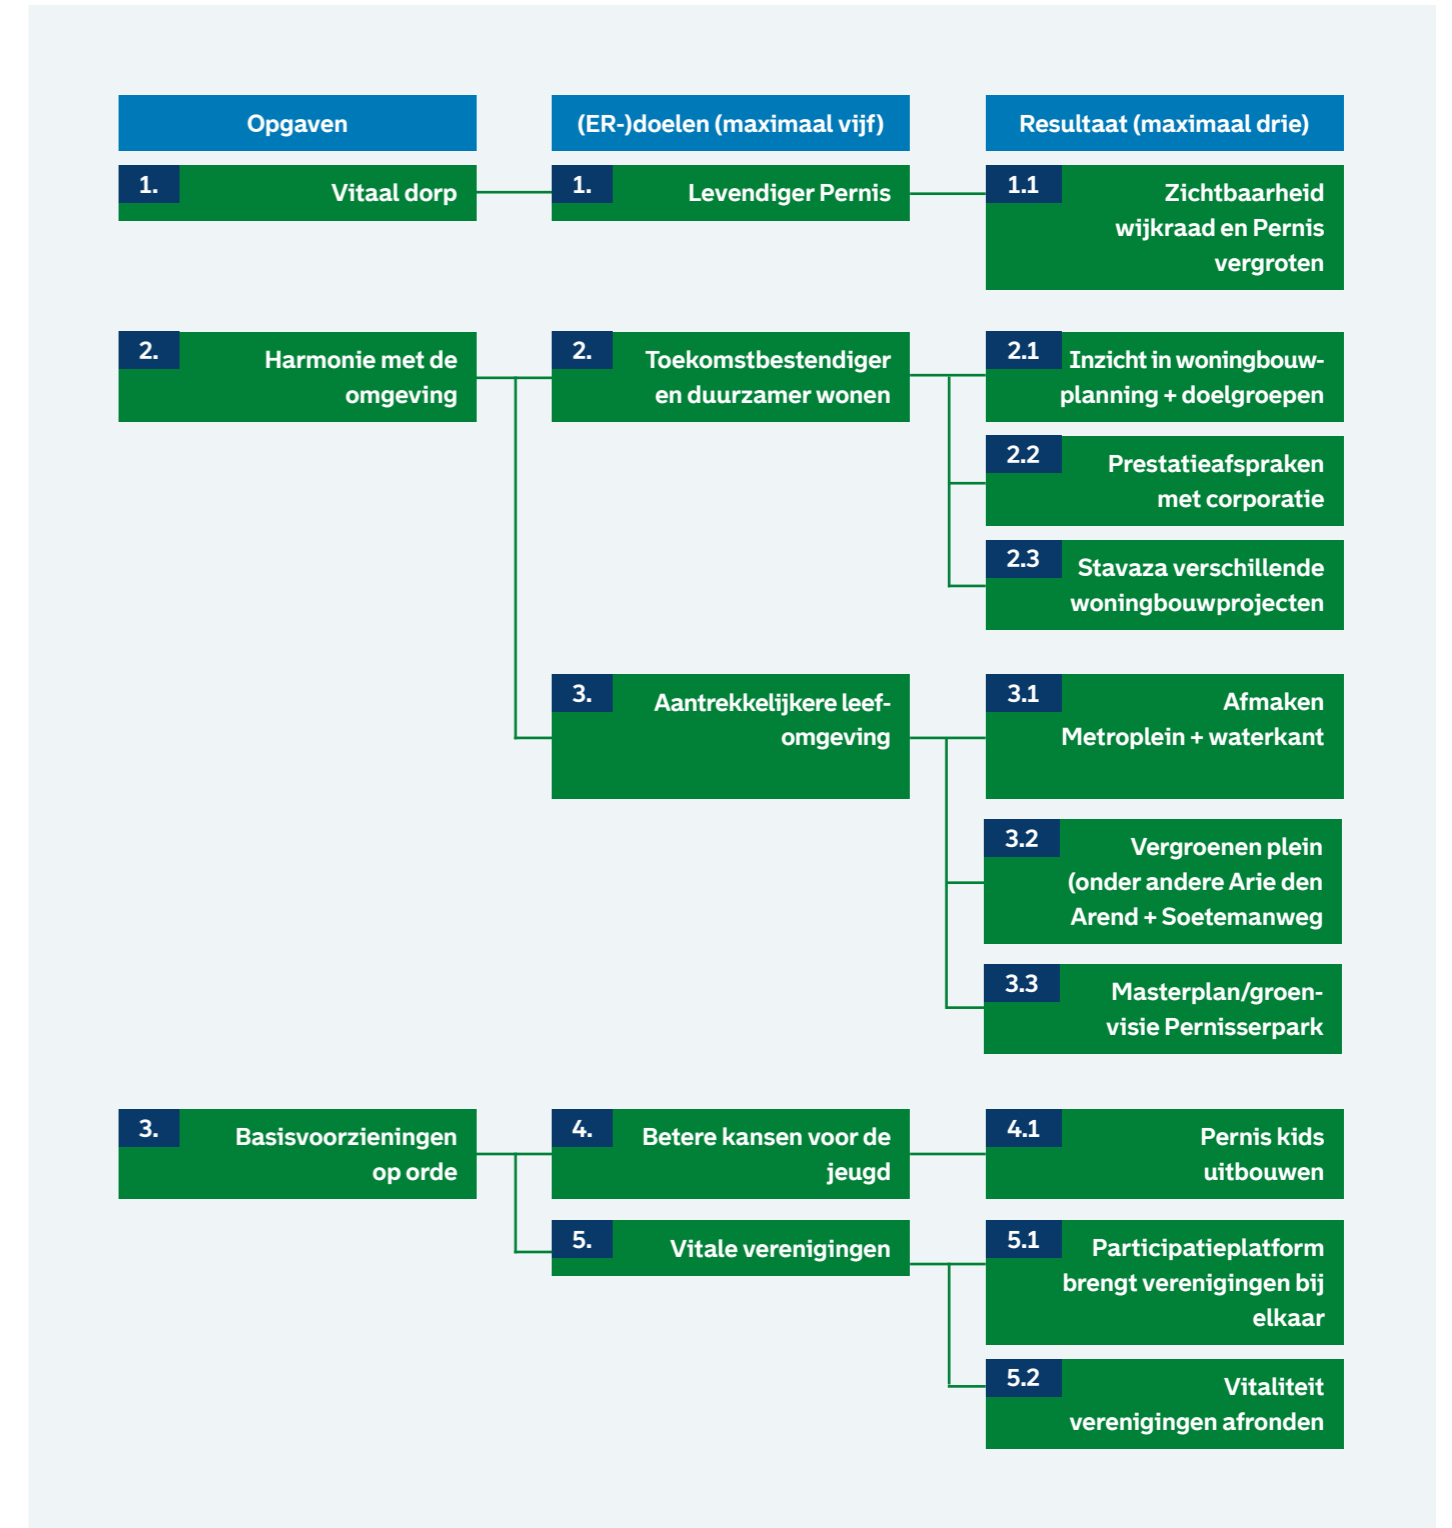 Opgaven
(ER-)doelen (maximaal vijf)
Resultaat (maximaal drie)
1.
Vitaal dorp
1.
Levendiger Pernis
1.1
Zichtbaarheid
wijkraad en Pernis
vergroten
2.
Harmonie met de
omgeving
2.
Toekomstbestendiger
en duurzamer wonen
2.1
Inzicht in woningbouw-
planning + doelgroepen
2.2
Prestatieafspraken
met corporatie
2.3
Stavaza verschillende
woningbouwprojecten
3.
Aantrekkelijkere leef-
omgeving
3.1
Afmaken
Metroplein + waterkant
3.2
Vergroenen plein
(onder andere Arie den
Arend + Soetemanweg
3.3
Masterplan/groen-
visie Pernisserpark
3.
Basisvoorzieningen
op orde
4.
Betere kansen voor de
jeugd
4.1
Pernis kids
uitbouwen
5.
Vitale verenigingen
5.1
Participatieplatform
brengt verenigingen bij
elkaar
5.2
Vitaliteit
verenigingen afronden